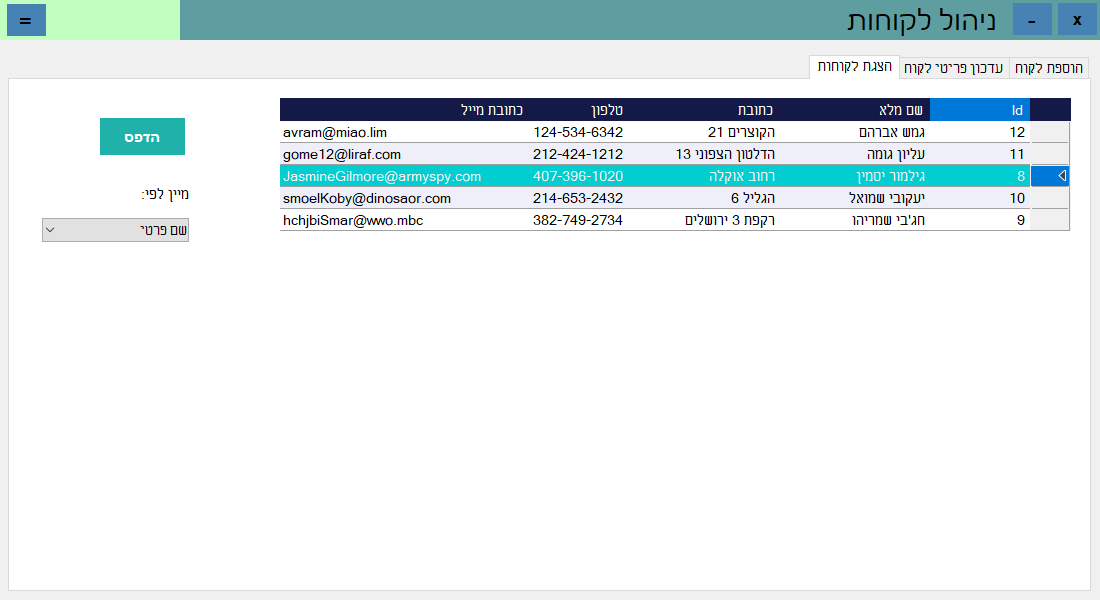 x - ניהול לקוחות =
הוספת לקוח עדכון פריטי לקוח הצגת לקוחות
Id שם מלא כתובת טלפון כתובת מייל
12 גמש אברהם הקוצרים 21 124-534-6342 avram@miao.lim
11 עליון גומה הדלטון הצפוני 13 212-424-1212 gome12@liraf.com
8 גילמור יסמין רחוב אוקלה 407-396-1020 JasmineGilmore@armyspy.com
10 יעקובי שמואל הגליל 6 214-653-2432 smoelKoby@dinosaor.com
9 חג'בי שמריהו רקפת 3 ירושלים 382-749-2734 hchjbiSmar@wwo.mbc
הדפס
מיין לפי:
שם פרטי